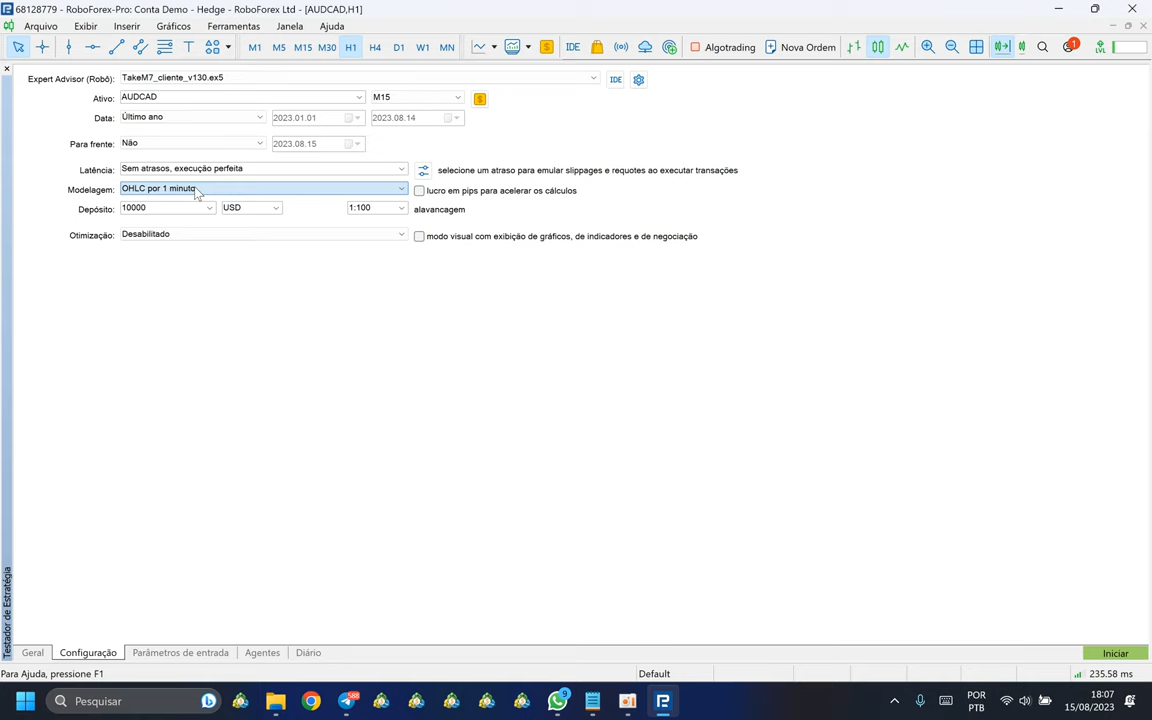 68128779 - RoboForex-Pro: Conta Demo - Hedge - RoboForex Ltd - [AUDCAD,H1]
Arquivo Exibir Inserir Gráficos Ferramentas Janela Ajuda
M1 M5 M15 M30 H1 H4 D1 W1 MN $ IDE Algotrading Nova Ordem 1 LVL
Expert Advisor (Robô): TakeM7_cliente_v130.ex5 IDE
Ativo: AUDCAD M15 $
Data: Último ano 2023.01.01 2023.08.14
Para frente: Não 2023.08.15
Latência: Sem atrasos, execução perfeita selecione um atraso para emular slippages e requotes ao executar transações
Modelagem: OHLC por 1 minuto lucro em pips para acelerar os cálculos
Depósito: 10000 USD 1:100 alavancagem
Otimização: Desabilitado modo visual com exibição de gráficos, de indicadores e de negociação
Testador de Estratégia
Geral Configuração Parâmetros de entrada Agentes Diário Iniciar
Para Ajuda, pressione F1 Default 235.58 ms
Pesquisar 588 9 POR PTB 18:07 15/08/2023